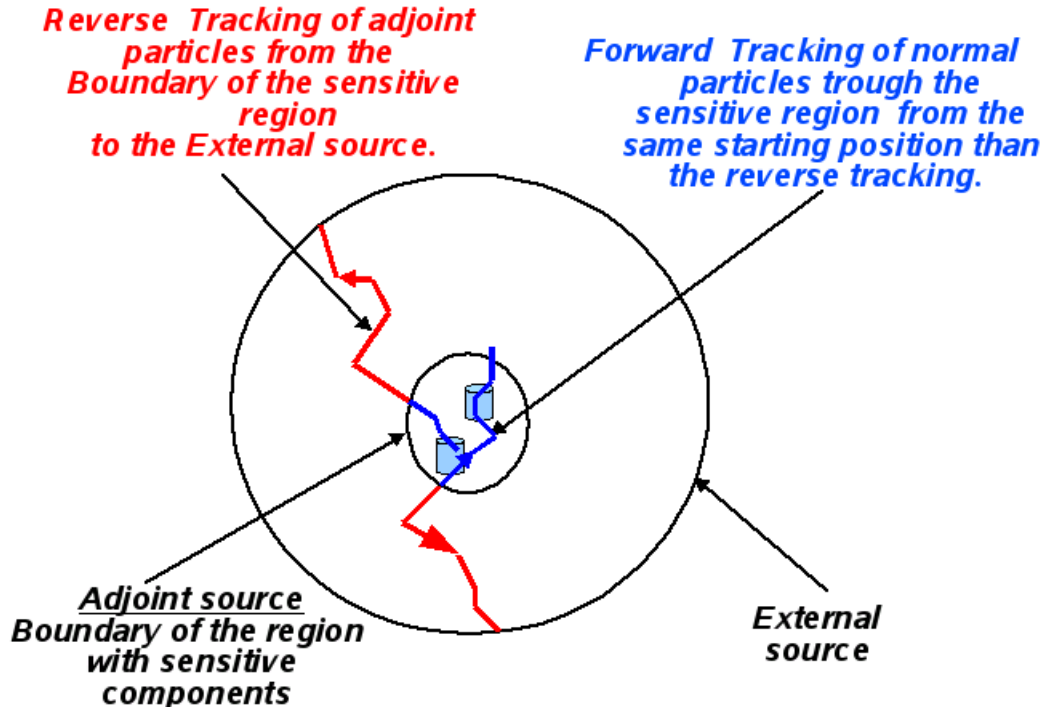 Reverse Tracking of adjoint
particles from the
Boundary of the sensitive
region
to the External source.
Forward Tracking of normal
particles trough the
sensitive region from the
same starting position than
the reverse tracking.
Adjoint source
Boundary of the region
with sensitive
components
External
source